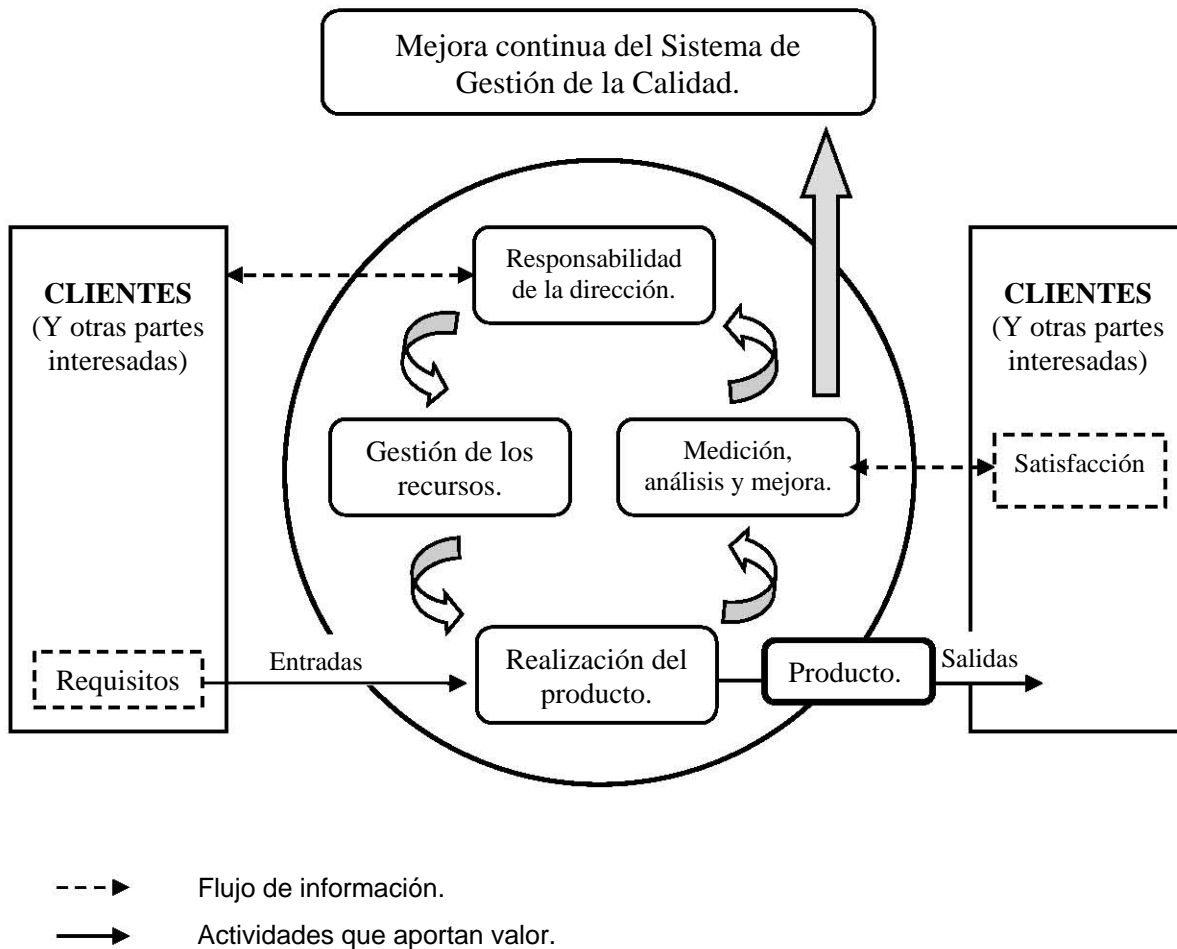 Mejora continua del Sistema de
Gestión de la Calidad.
Responsabilidad
de la dirección.
CLIENTES
(Y otras partes
interesadas)
CLIENTES
(Y otras partes
interesadas)
Gestión de los
recursos.
Medición,
análisis y mejora.
Satisfacción
Requisitos
Entradas
Realización del
producto.
Producto.
Salidas
Flujo de información.
Actividades que aportan valor.